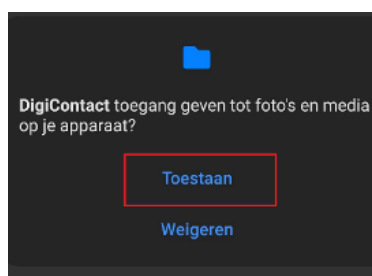 DigiContact toegang geven tot foto's en media
op je apparaat?
Toestaan
Weigeren